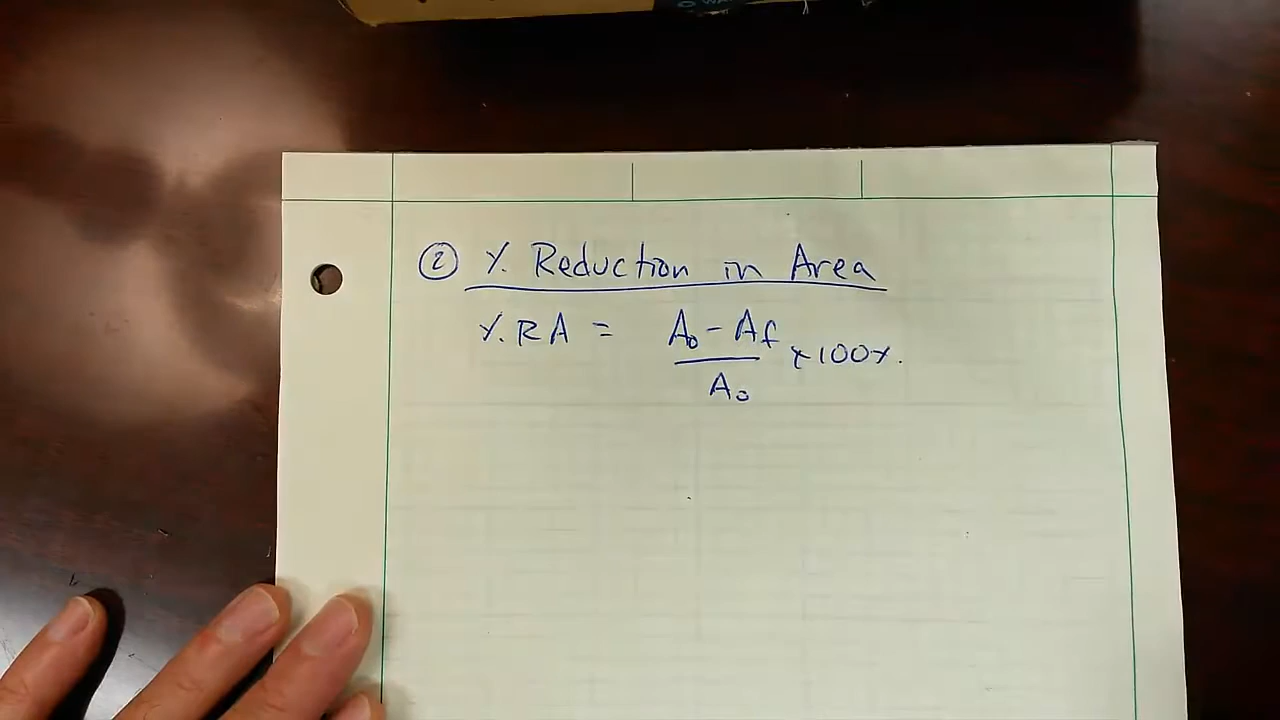 ② % Reduction in Area
% RA = A₀ - Af / A₀ x 100%